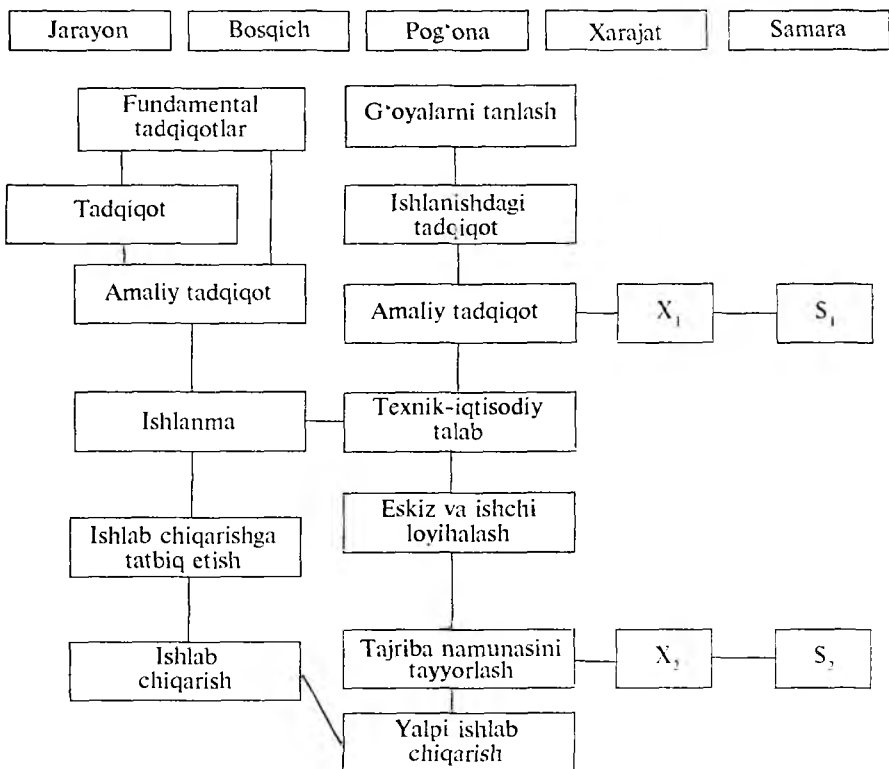 Jarayon
Bosqich
Pog‘ona
Xarajat
Samara
Fundamental
tadqiqotlar
G‘oyalarni tanlash
Tadqiqot
Ishlanishdagi
tadqiqot
Amaliy tadqiqot
Amaliy tadqiqot
X₁
S₁
Ishlanma
Texnik-iqtisodiy
talab
Ishlab chiqarishga
tatbiq etish
Eskiz va ishchi
loyihalash
Ishlab
chiqarish
Tajriba namunasini
tayyorlash
X₂
S₂
Yalpi ishlab
chiqarish